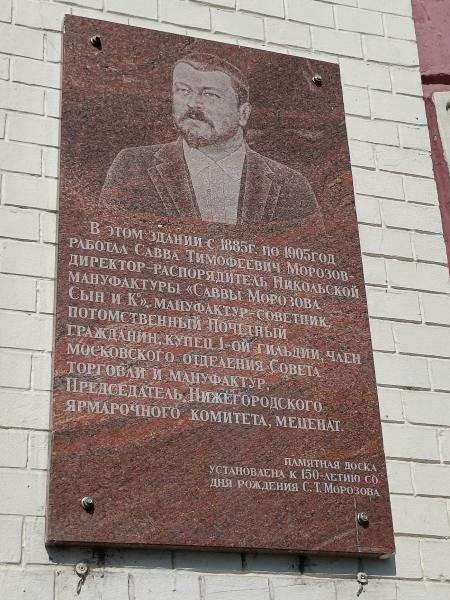 В этом здании с 1885г. по 1905год
работал Савва Тимофеевич Морозов-
директор-распорядитель Никольской
мануфактуры «Саввы Морозова
Сын и К°», мануфактур-советник,
потомственный Почетный
гражданин, купец I-ой гильдии, член
московского отделения Совета
торговли и мануфактур,
Председатель Нижегородского
ярмарочного комитета, меценат.
Памятная доска
установлена к 150-летию со
дня рождения С.Т.Морозова